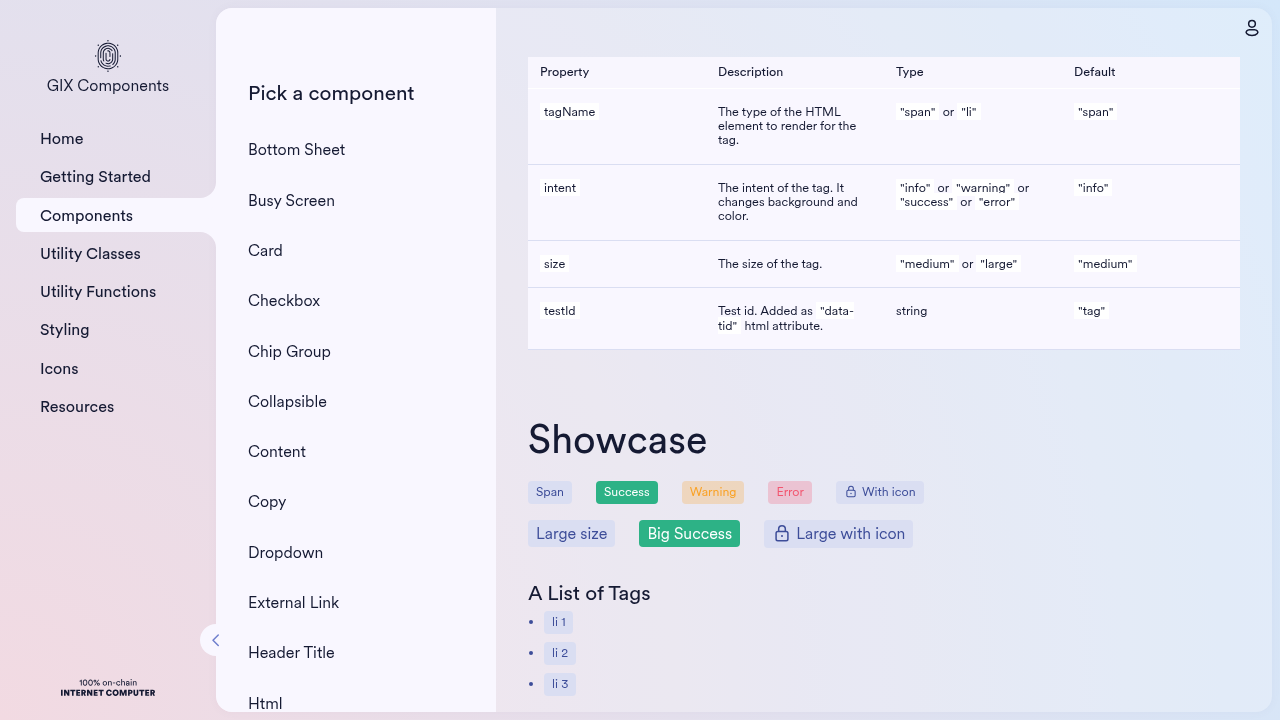 GIX Components
Home
Getting Started
Components
Utility Classes
Utility Functions
Styling
Icons
Resources
100% on-chain
INTERNET COMPUTER
Pick a component
Bottom Sheet
Busy Screen
Card
Checkbox
Chip Group
Collapsible
Content
Copy
Dropdown
External Link
Header Title
Html
Property Description Type Default
tagName The type of the HTML "span" or "li" "span"
element to render for the
tag.
intent The intent of the tag. It "info" or "warning" or "info"
changes background and "success" or "error"
color.
size The size of the tag. "medium" or "large" "medium"
testId Test id. Added as "data- string "tag"
tid" html attribute.
Showcase
Span Success Warning Error With icon
Large size Big Success Large with icon
A List of Tags
• li 1
• li 2
• li 3